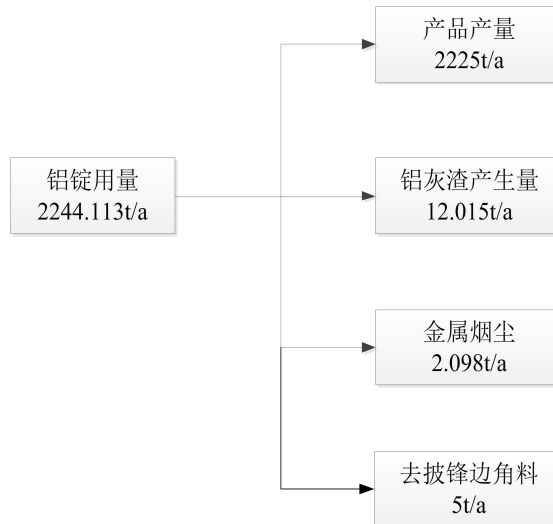 产品产量
2225t/a
铝锭用量
2244.113t/a
铝灰渣产生量
12.015t/a
金属烟尘
2.098t/a
去披锋边角料
5t/a